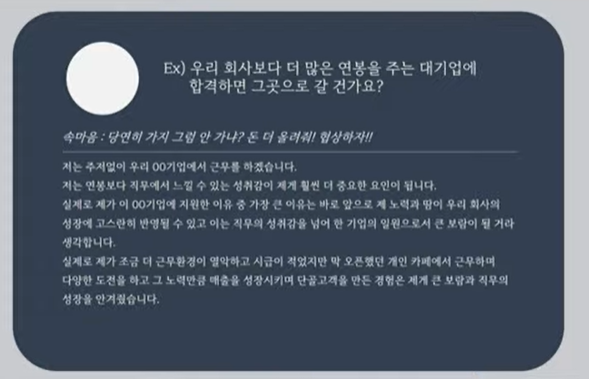 Ex) 우리 회사보다 더 많은 연봉을 주는 대기업에
합격하면 그곳으로 갈 건가요?
속마음 : 당연히 가지 그럼 안 가냐? 돈 더 올려줘! 협상하자!!
저는 주저없이 우리 00기업에서 근무를 하겠습니다.
저는 연봉보다 직무에서 느낄 수 있는 성취감이 제게 훨씬 더 중요한 요인이 됩니다.
실제로 제가 이 00기업에 지원한 이유 중 가장 큰 이유는 바로 앞으로 제 노력과 땀이 우리 회사의
성장에 고스란히 반영될 수 있고 이는 직무의 성취감을 넘어 한 기업의 일원으로서 큰 보람이 될 거라
생각합니다.
실제로 제가 조금 더 근무환경이 열악하고 시급이 적었지만 막 오픈했던 개인 카페에서 근무하며
다양한 도전을 하고 그 노력만큼 매출을 성장시키며 단골고객을 만든 경험은 제게 큰 보람과 직무의
성장을 안겨줬습니다.